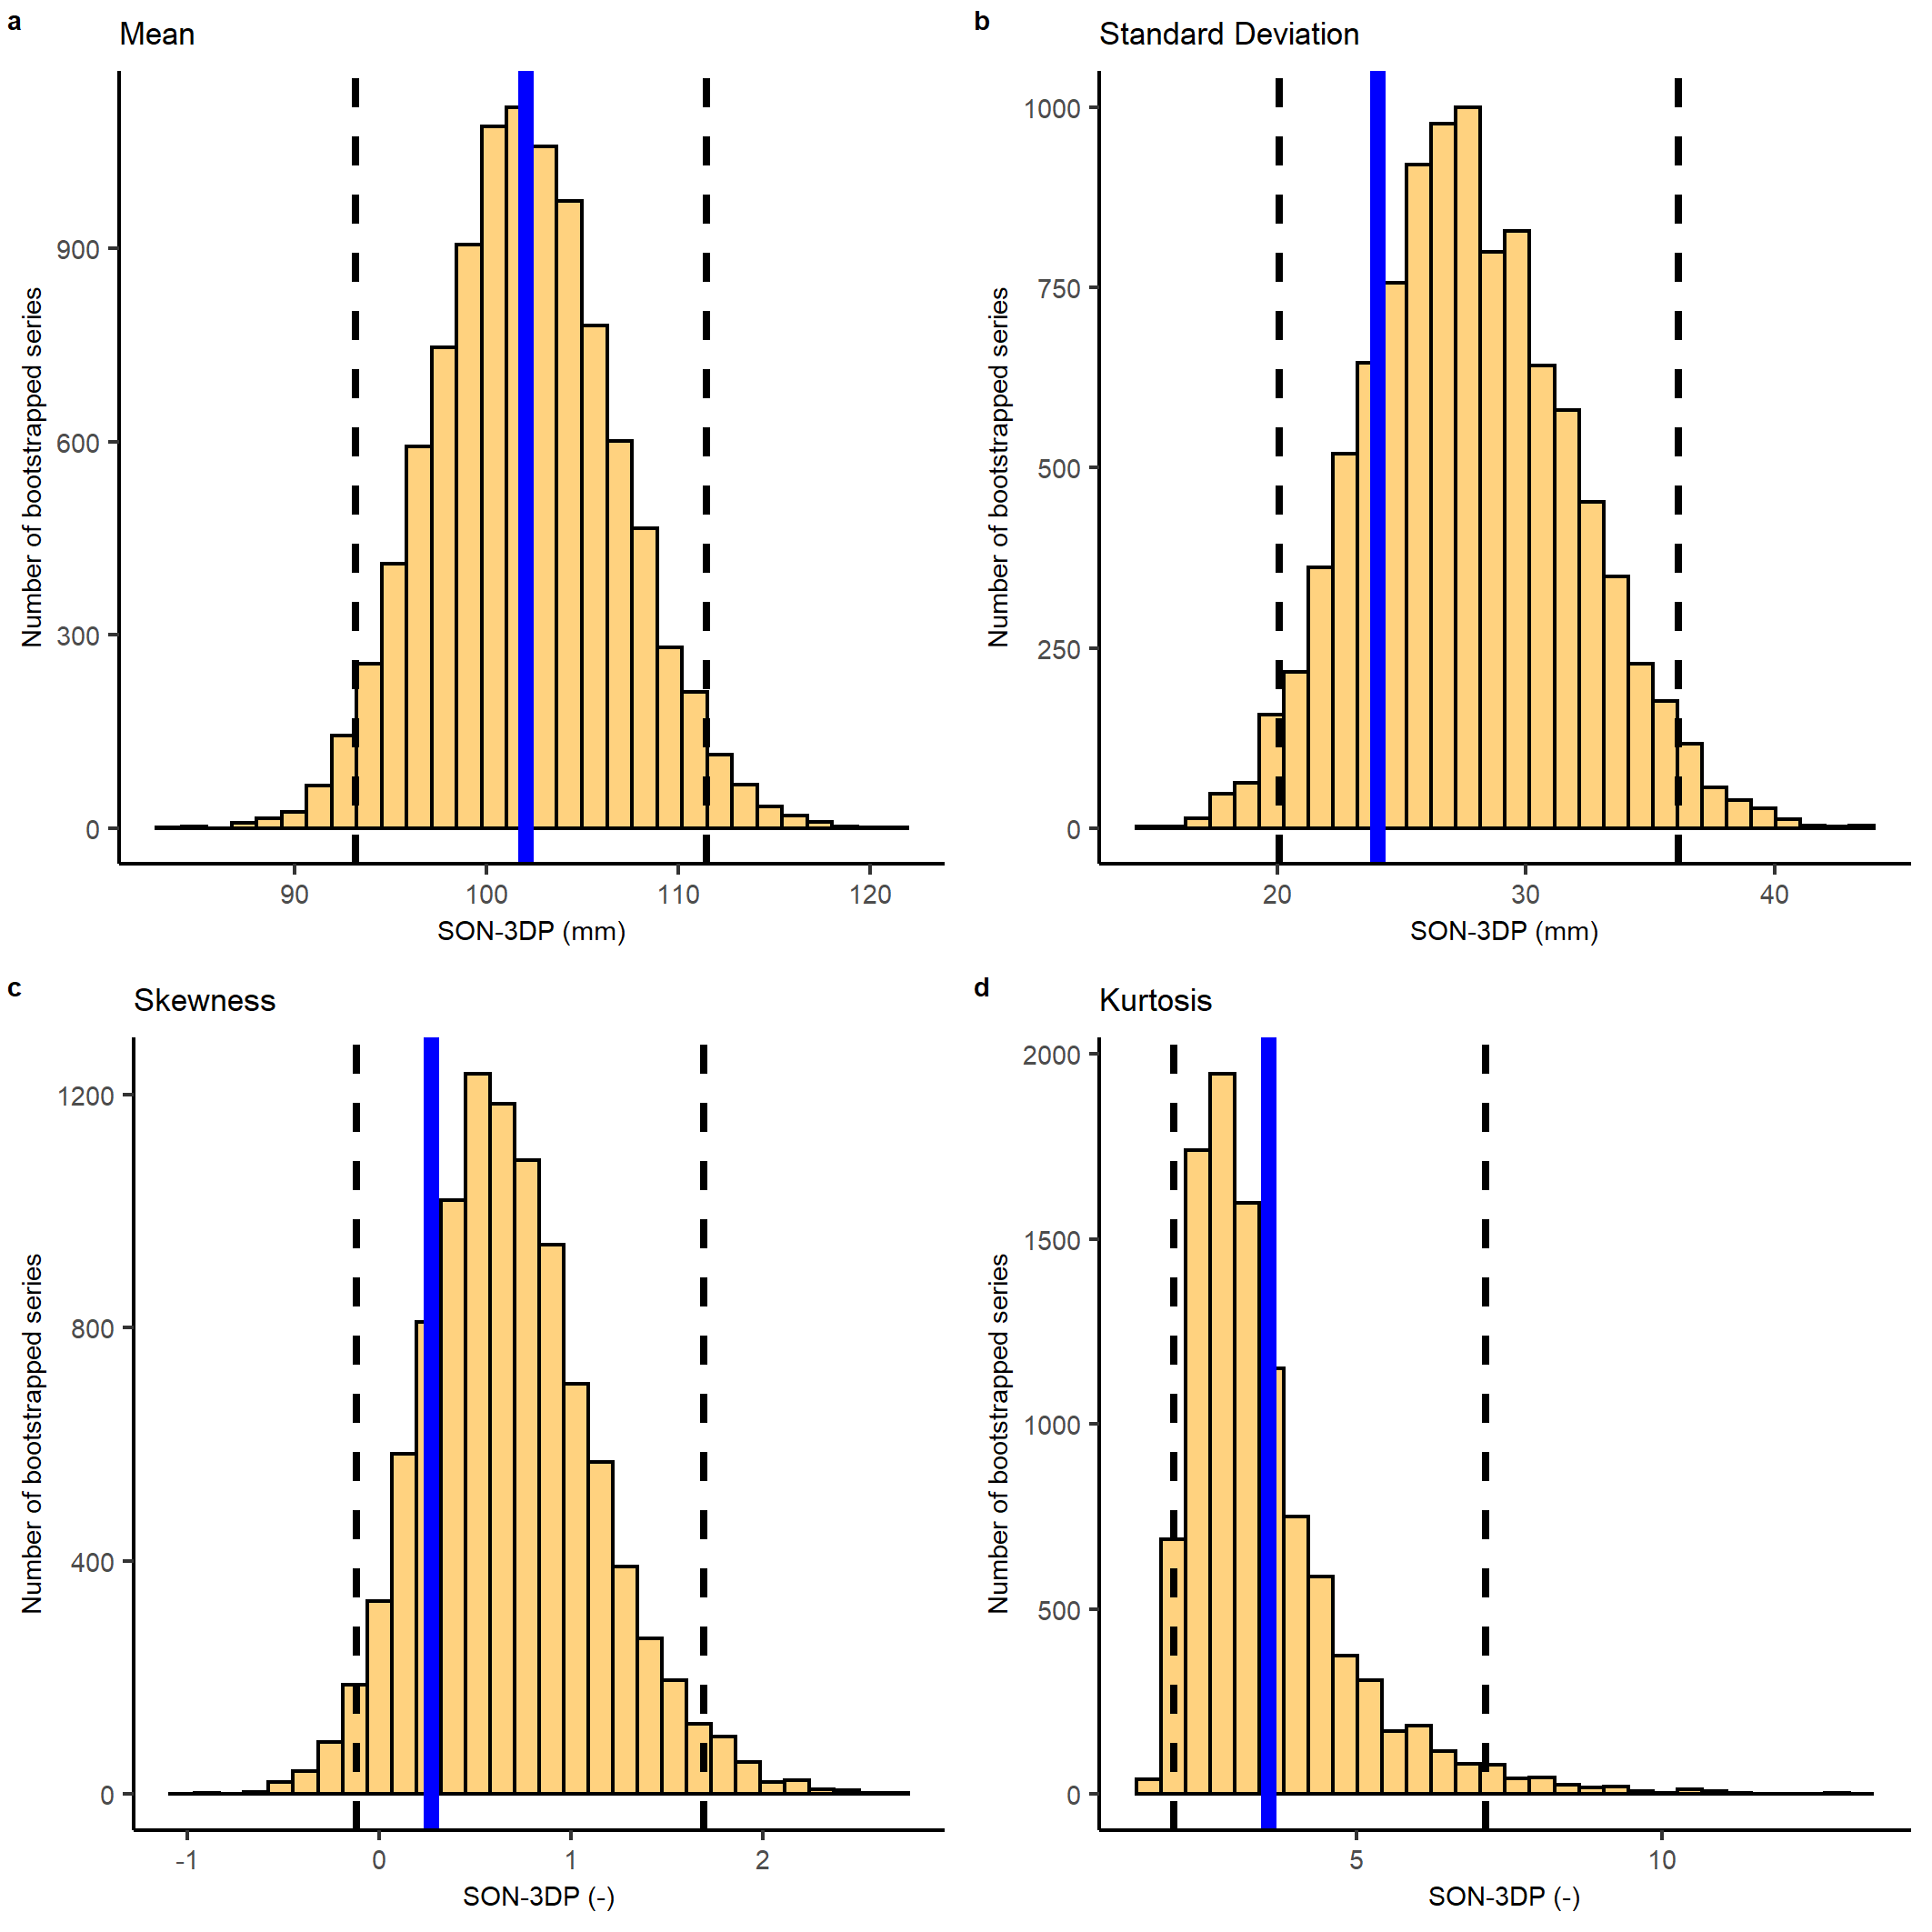 a
Mean
Number of bootstrapped series
900
600
300
0
90 100 110 120
SON-3DP (mm)
b
Standard Deviation
Number of bootstrapped series
1000
750
500
250
0
20 30 40
SON-3DP (mm)
c
Skewness
Number of bootstrapped series
1200
800
400
0
-1 0 1 2
SON-3DP (-)
d
Kurtosis
Number of bootstrapped series
2000
1500
1000
500
0
5 10
SON-3DP (-)